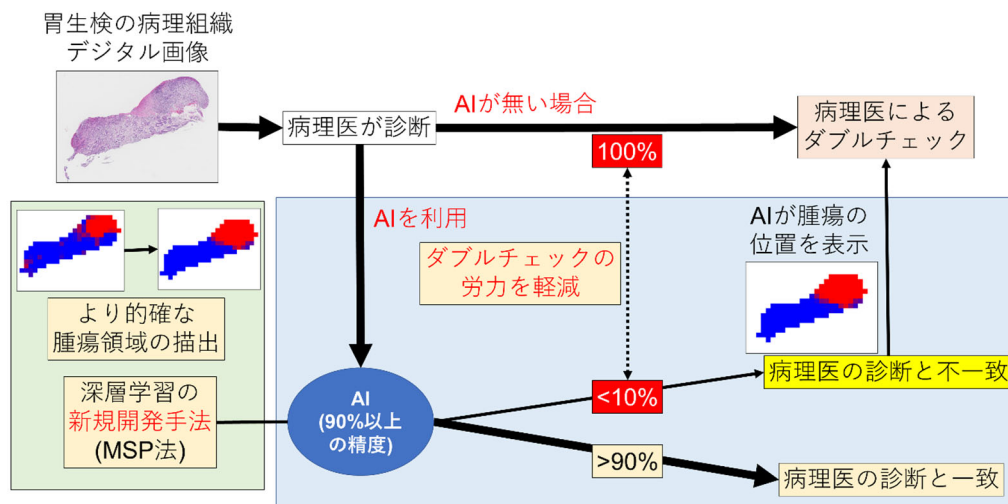 胃生検の病理組織
デジタル画像
病理医が診断
AIが無い場合
100%
病理医による
ダブルチェック
AIを利用
ダブルチェックの
労力を軽減
AIが腫瘍の
位置を表示
より的確な
腫瘍領域の描出
深層学習の
新規開発手法
(MSP法)
AI
(90%以上
の精度)
<10%
病理医の診断と不一致
>90%
病理医の診断と一致